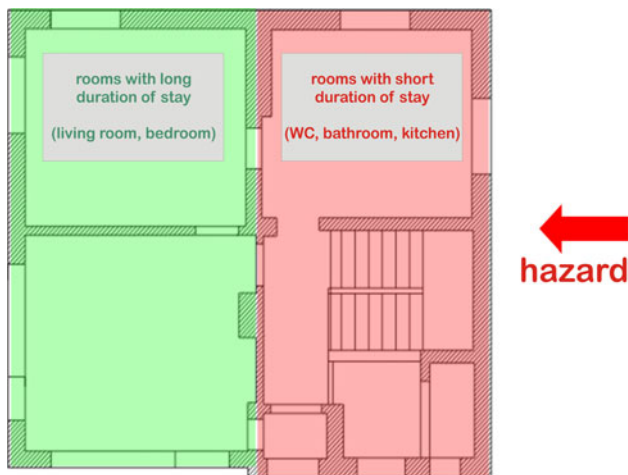 rooms with long
duration of stay
(living room, bedroom)
rooms with short
duration of stay
(WC, bathroom, kitchen)
hazard